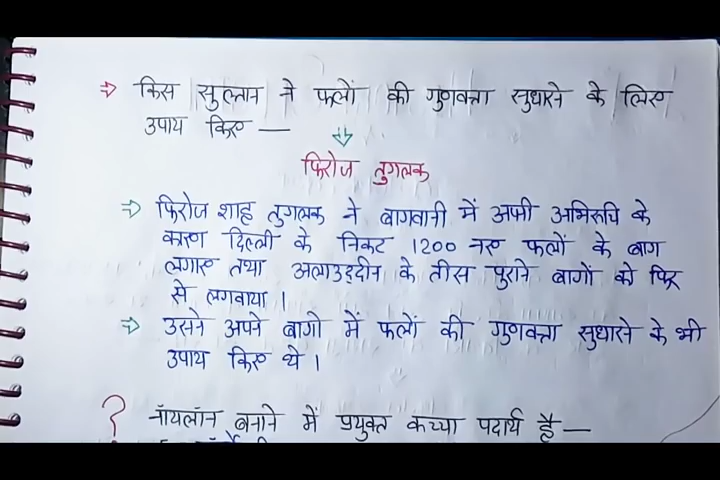 ⇒ किस सुल्तान ने फलों की गुणवत्ता सुधारने के लिए
उपाय किए —
फिरोज तुगलक
⇒ फिरोज शाह तुगलक ने बागवानी में अपनी अभिरुचि के
कारण दिल्ली के निकट 1200 नए फलों के बाग
लगाए तथा अलाउद्दीन के तीस पुराने बागों को फिर
से लगवाया ।
⇒ उसने अपने बागो में फलों की गुणवत्ता सुधारने के भी
उपाय किए थे ।
? नॉयलॉन बनाने में प्रयुक्त कच्चा पदार्थ है —